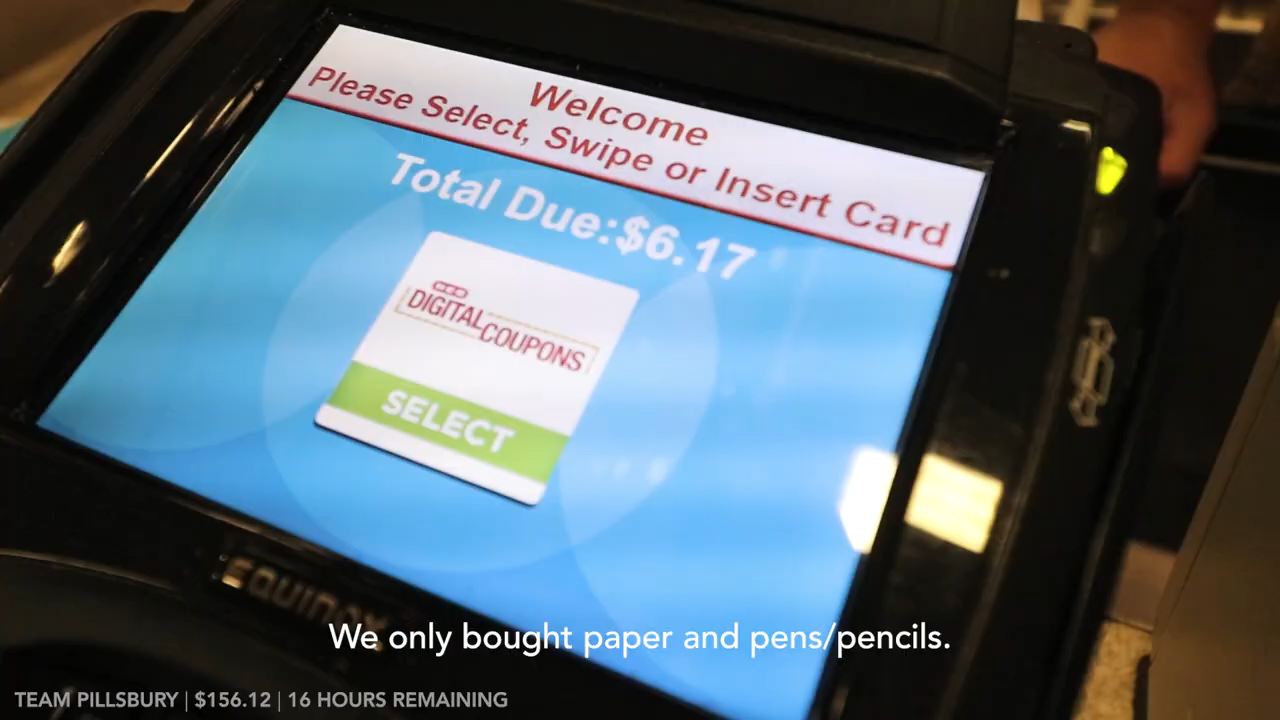 Welcome
Please Select, Swipe or Insert Card
Total Due:$6.17
DIGITAL
COUPONS
SELECT
EQUINOX
We only bought paper and pens/pencils.
TEAM PILLSBURY | $156.12 | 16 HOURS REMAINING